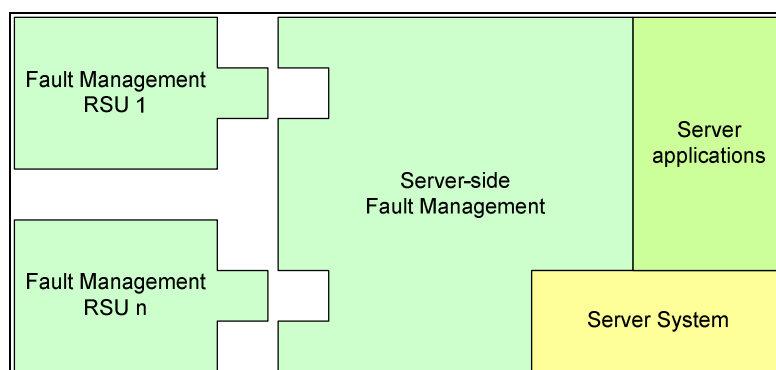 Fault Management
RSU 1
Server-side
Fault Management
Server
applications
Fault Management
RSU n
Server System